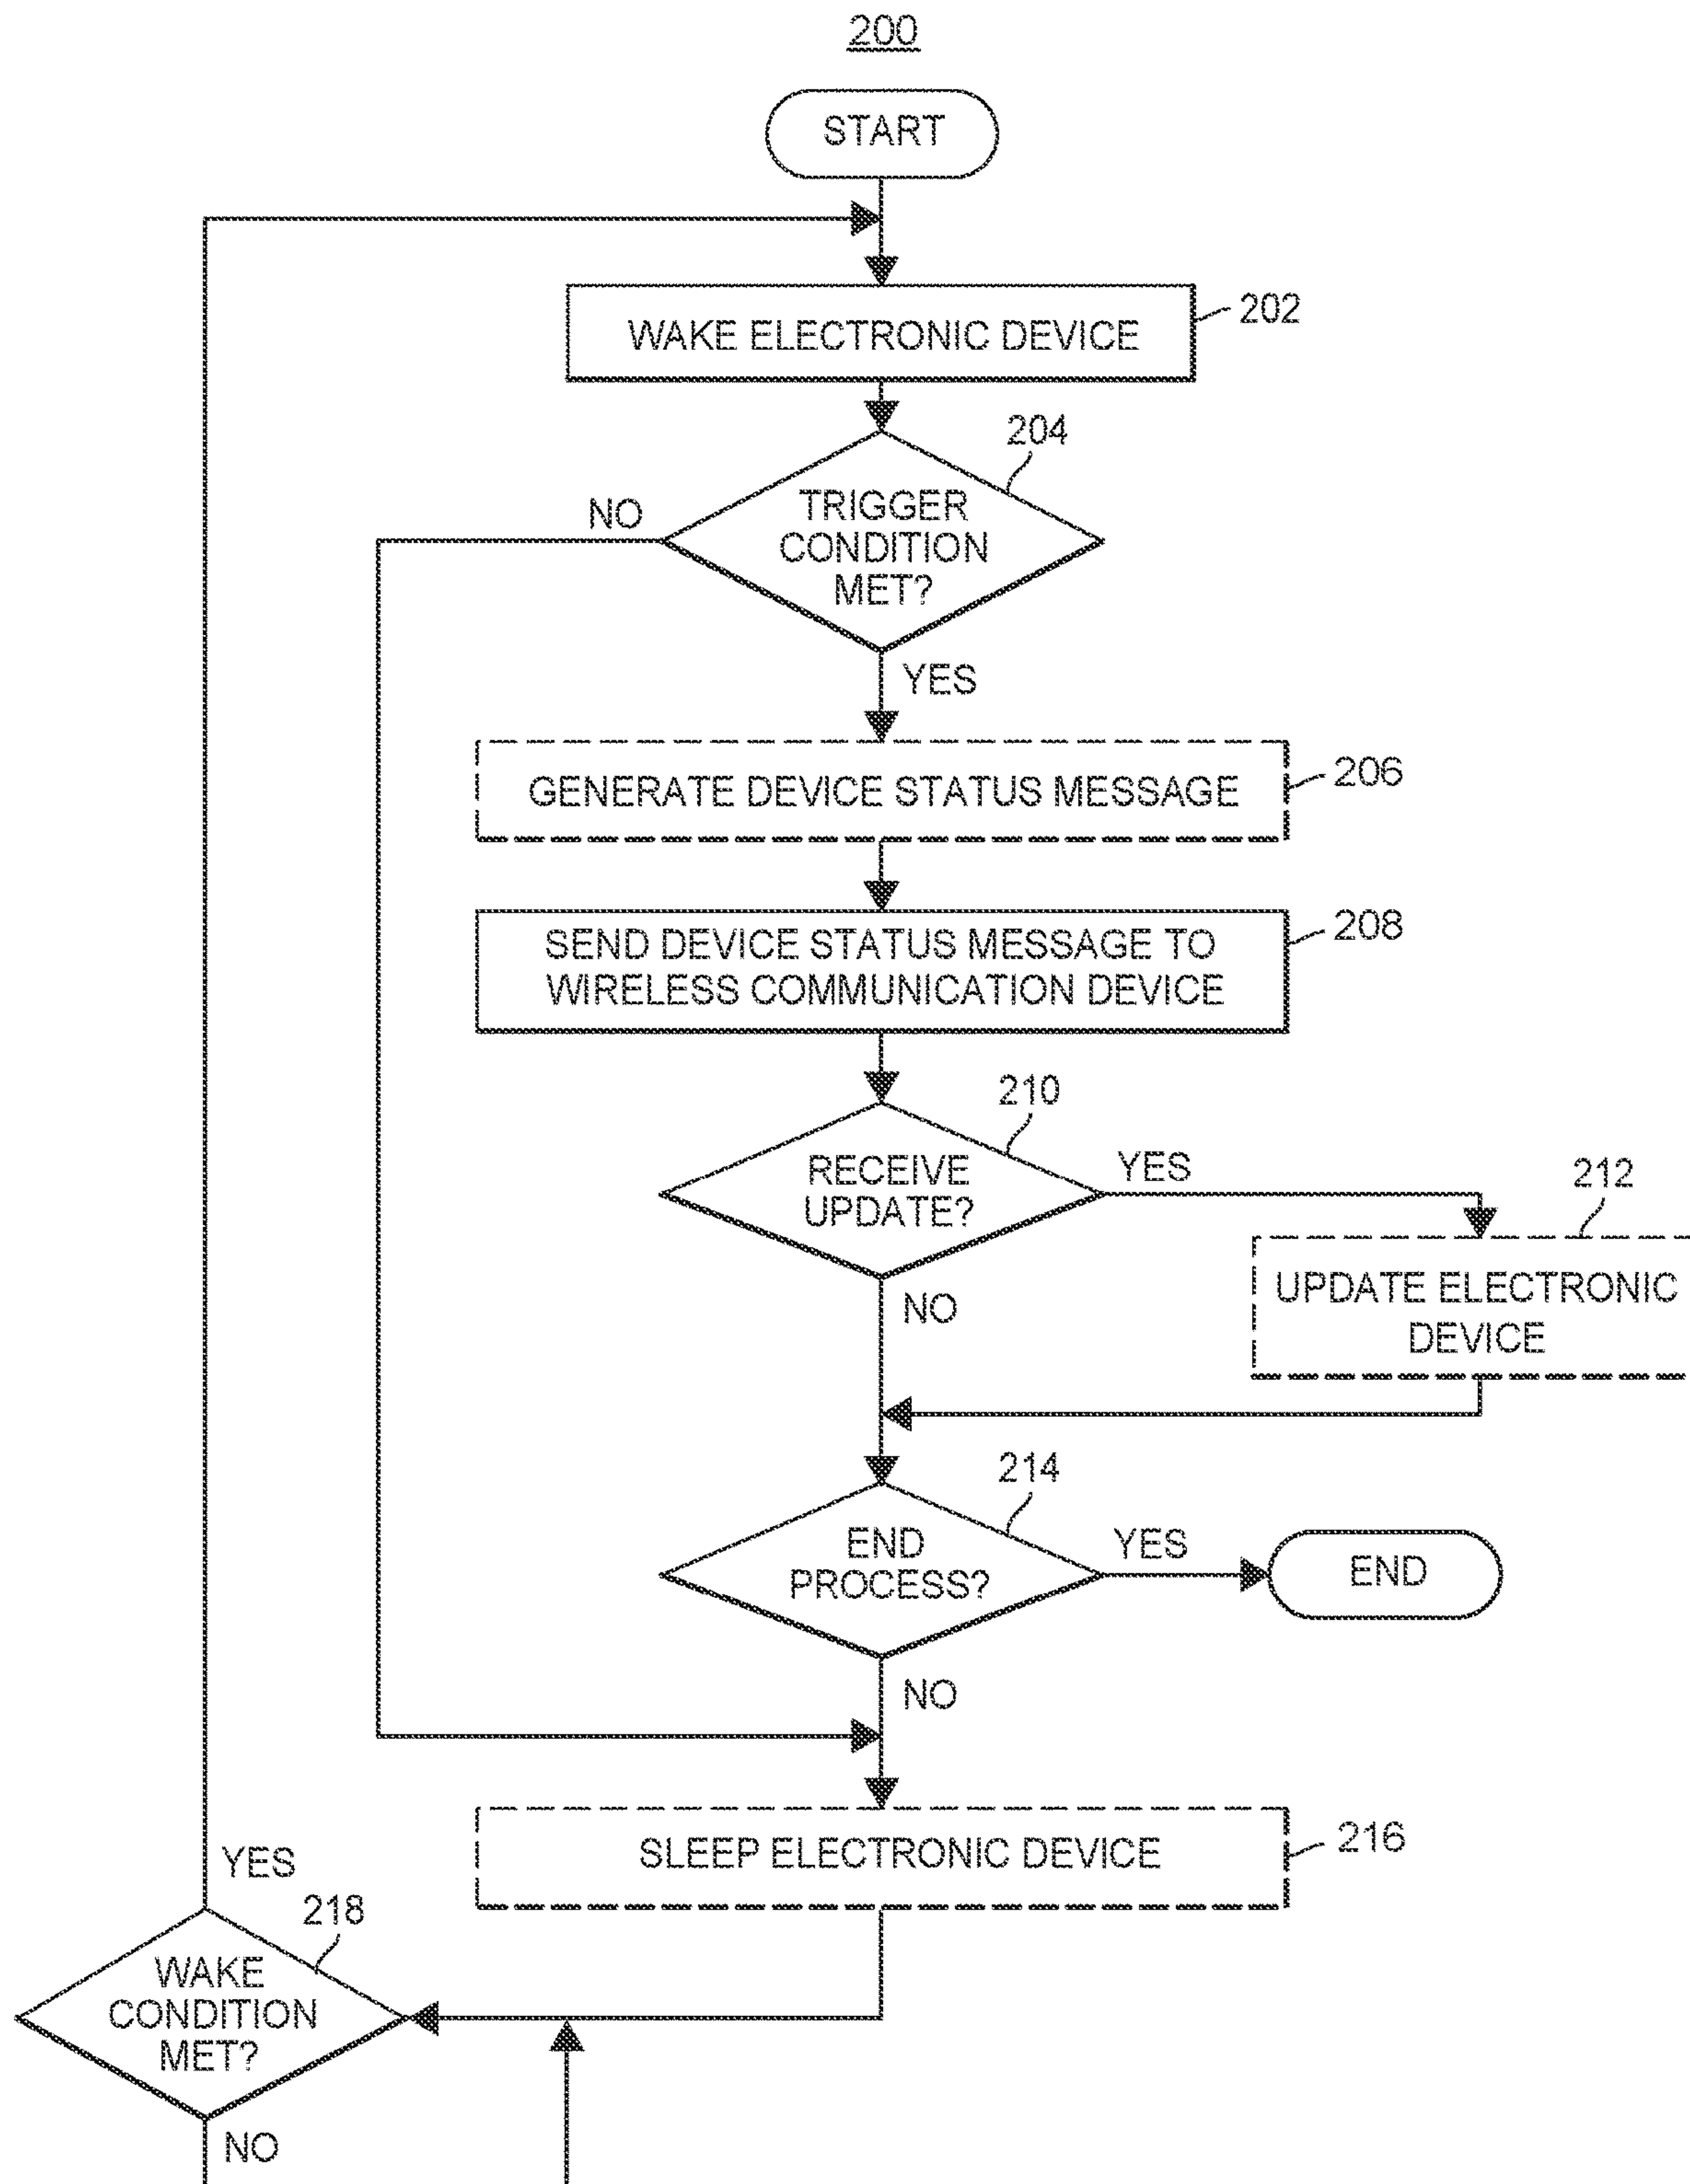 200
START
WAKE ELECTRONIC DEVICE
202
204
TRIGGER
CONDITION
MET?
NO
YES
GENERATE DEVICE STATUS MESSAGE
206
SEND DEVICE STATUS MESSAGE TO
WIRELESS COMMUNICATION DEVICE
208
210
RECEIVE
UPDATE?
YES
NO
212
UPDATE ELECTRONIC
DEVICE
214
END
PROCESS?
YES
END
NO
SLEEP ELECTRONIC DEVICE
216
YES
218
WAKE
CONDITION
MET?
NO